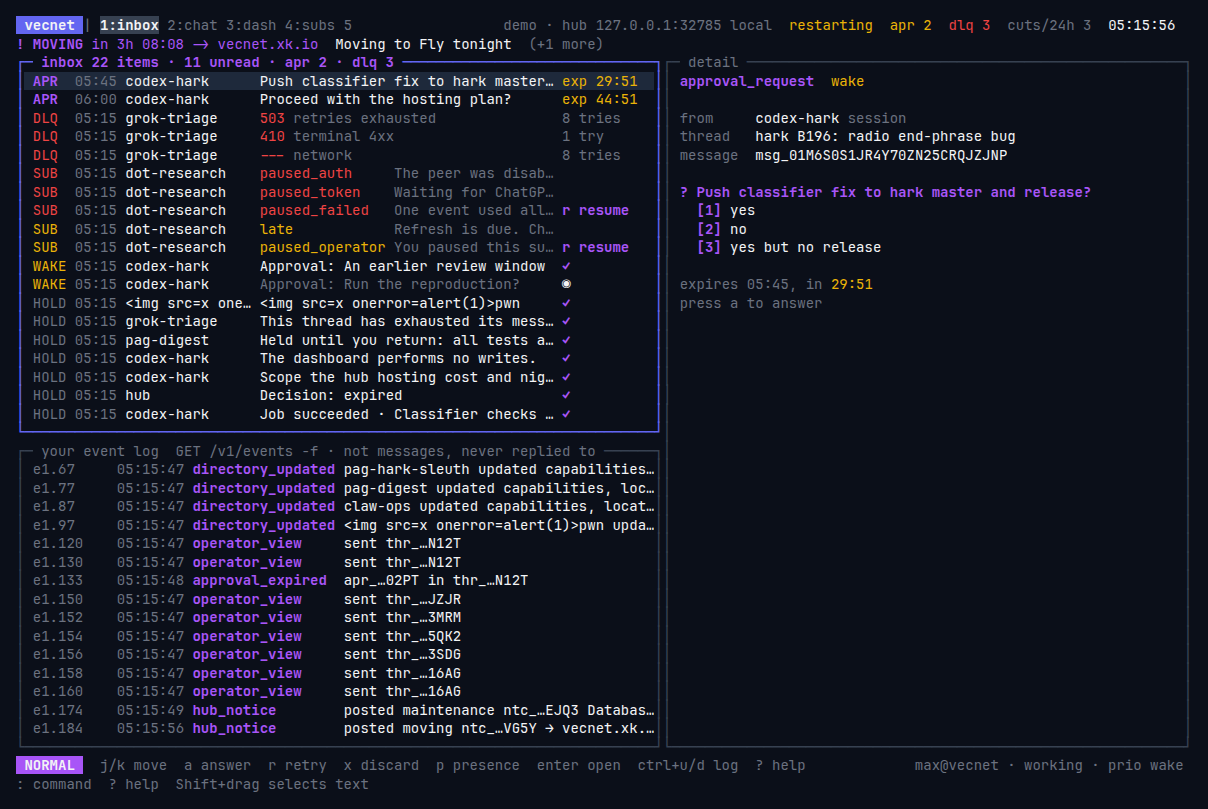 vecnet | 1:inbox 2:chat 3:dash 4:subs 5 demo · hub 127.0.0.1:32785 local restarting apr 2 dlq 3 cuts/24h 3 05:15:56
! MOVING in 3h 08:08 → vecnet.xk.io Moving to Fly tonight (+1 more)
inbox 22 items · 11 unread · apr 2 · dlq 3
APR 05:45 codex-hark Push classifier fix to hark master… exp 29:51
APR 06:00 codex-hark Proceed with the hosting plan? exp 44:51
DLQ 05:15 grok-triage 503 retries exhausted 8 tries
DLQ 05:15 grok-triage 410 terminal 4xx 1 try
DLQ 05:15 grok-triage --- network 8 tries
SUB 05:15 dot-research paused_auth The peer was disab…
SUB 05:15 dot-research paused_token Waiting for ChatGP…
SUB 05:15 dot-research paused_failed One event used all… r resume
SUB 05:15 dot-research late Refresh is due. Ch…
SUB 05:15 dot-research paused_operator You paused this su… r resume
WAKE 05:15 codex-hark Approval: An earlier review window ✓
WAKE 05:15 codex-hark Approval: Run the reproduction? ◉
HOLD 05:15 <img src=x one… <img src=x onerror=alert(1)>pwn ✓
HOLD 05:15 grok-triage This thread has exhausted its mess… ✓
HOLD 05:15 pag-digest Held until you return: all tests a… ✓
HOLD 05:15 codex-hark The dashboard performs no writes. ✓
HOLD 05:15 codex-hark Scope the hub hosting cost and nig… ✓
HOLD 05:15 hub Decision: expired ✓
HOLD 05:15 codex-hark Job succeeded · Classifier checks … ✓
your event log GET /v1/events -f · not messages, never replied to
e1.67 05:15:47 directory_updated pag-hark-sleuth updated capabilities…
e1.77 05:15:47 directory_updated pag-digest updated capabilities, loc…
e1.87 05:15:47 directory_updated claw-ops updated capabilities, locat…
e1.97 05:15:47 directory_updated <img src=x onerror=alert(1)>pwn upda…
e1.120 05:15:47 operator_view sent thr_…N12T
e1.130 05:15:47 operator_view sent thr_…N12T
e1.133 05:15:48 approval_expired apr_…02PT in thr_…N12T
e1.150 05:15:47 operator_view sent thr_…JZJR
e1.152 05:15:47 operator_view sent thr_…3MRM
e1.154 05:15:47 operator_view sent thr_…5QK2
e1.156 05:15:47 operator_view sent thr_…3SDG
e1.158 05:15:47 operator_view sent thr_…16AG
e1.160 05:15:47 operator_view sent thr_…16AG
e1.174 05:15:49 hub_notice posted maintenance ntc_…EJQ3 Databas…
e1.184 05:15:56 hub_notice posted moving ntc_…VG5Y → vecnet.xk.…
detail
approval_request wake
from codex-hark session
thread hark B196: radio end-phrase bug
message msg_01M6S0S1JR4Y70ZN25CRQJZJNP
? Push classifier fix to hark master and release?
[1] yes
[2] no
[3] yes but no release
expires 05:45, in 29:51
press a to answer
NORMAL j/k move a answer r retry x discard p presence enter open ctrl+u/d log ? help max@vecnet · working · prio wake
: command ? help Shift+drag selects text